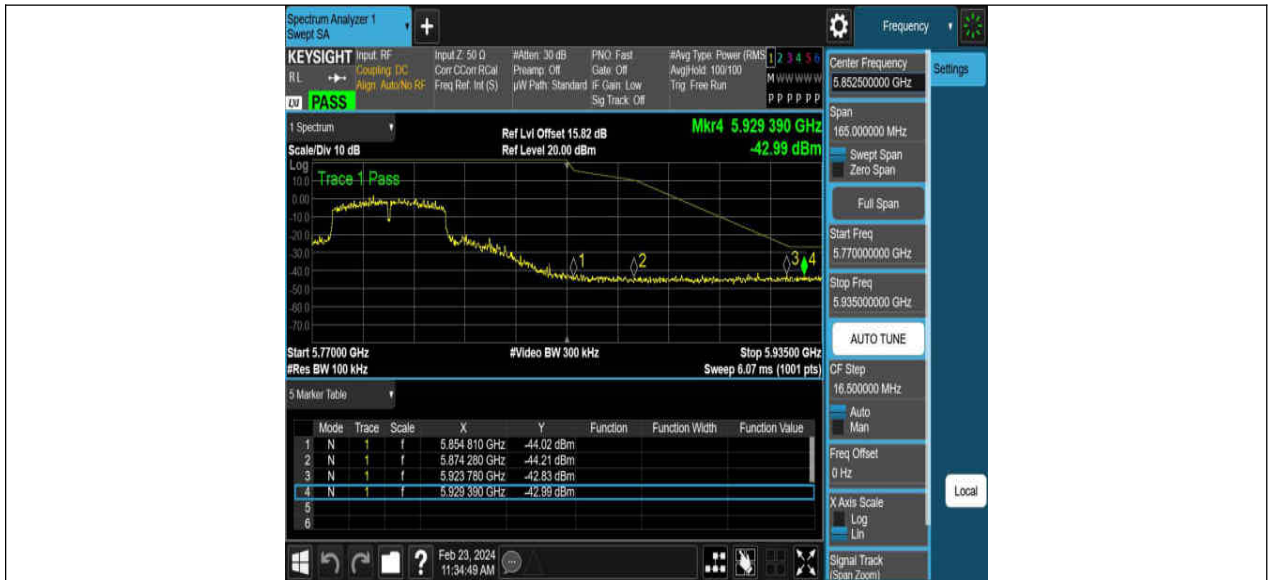 Spectrum Analyzer 1
Swept SA
+
Frequency
KEYSIGHT
RL
LXI
PASS
Input: RF
Coupling: DC
Align: Auto/No RF
Input Z: 50 Ω
Corr CCorr RCal
Freq Ref: Int (S)
#Atten: 30 dB
Preamp: Off
µW Path: Standard
PNO: Fast
Gate: Off
IF Gain: Low
Sig Track: Off
#Avg Type: Power (RMS
Avg|Hold: 100/100
Trig: Free Run
1 2 3 4 5 6
M W W W W W
P P P P P P
1 Spectrum
Scale/Div 10 dB
Ref Lvl Offset 15.82 dB
Ref Level 20.00 dBm
Mkr4 5.929 390 GHz
-42.99 dBm
Log
Trace 1 Pass
10.0
0.00
-10.0
-20.0
-30.0
-40.0
-50.0
-60.0
-70.0
1
2
3
4
Start 5.77000 GHz
#Res BW 100 kHz
#Video BW 300 kHz
Stop 5.93500 GHz
Sweep 6.07 ms (1001 pts)
5 Marker Table
Mode Trace Scale X Y Function Function Width Function Value
1 N 1 f 5.854 810 GHz -44.02 dBm
2 N 1 f 5.874 280 GHz -44.21 dBm
3 N 1 f 5.923 780 GHz -42.83 dBm
4 N 1 f 5.929 390 GHz -42.99 dBm
5
6
Feb 23, 2024
11:34:49 AM
Center Frequency
5.852500000 GHz
Settings
Span
165.000000 MHz
Swept Span
Zero Span
Full Span
Start Freq
5.770000000 GHz
Stop Freq
5.935000000 GHz
AUTO TUNE
CF Step
16.500000 MHz
Auto
Man
Freq Offset
0 Hz
X Axis Scale
Log
Lin
Local
Signal Track
(Span Zoom)